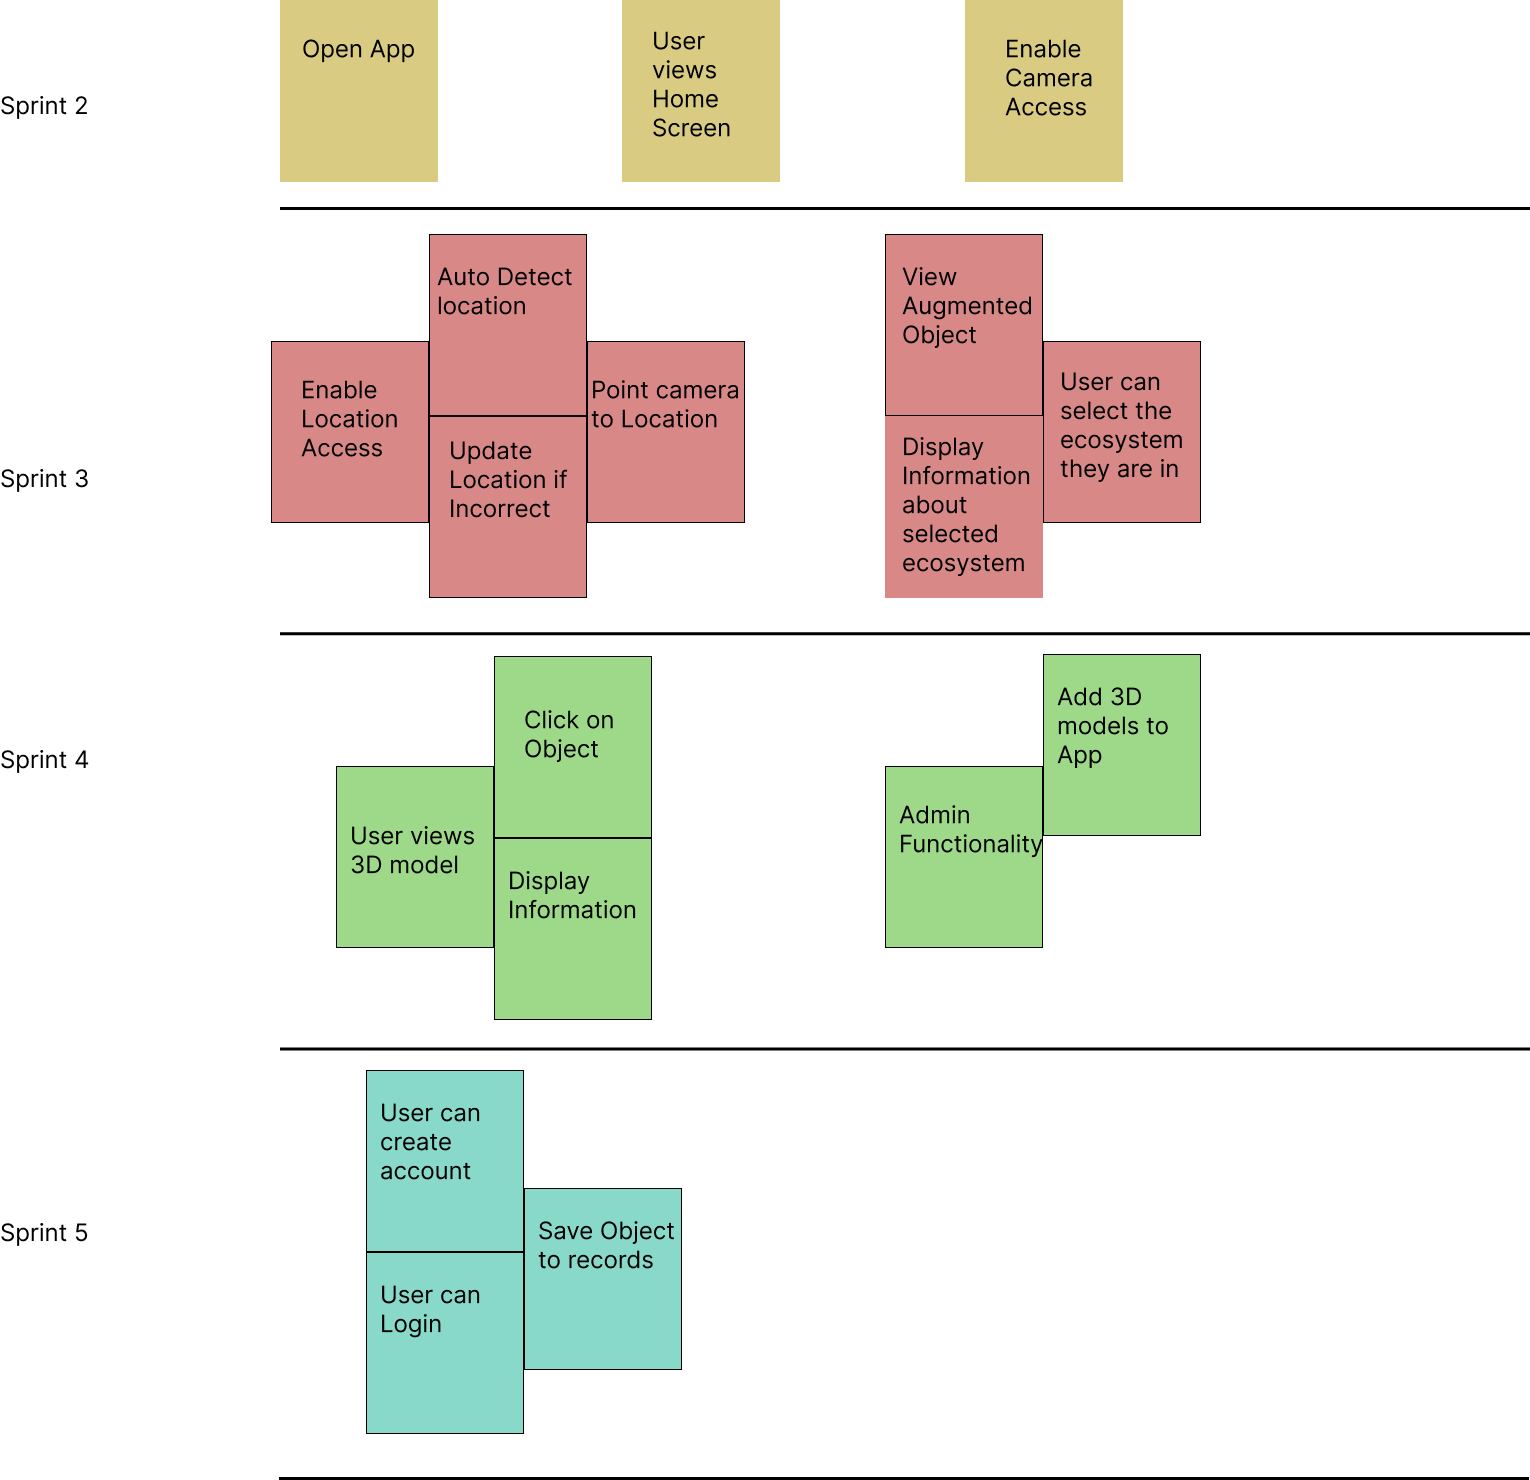 Sprint 2
Open App
User
views
Home
Screen
Enable
Camera
Access
Sprint 3
Enable
Location
Access
Auto Detect
location
Update
Location if
Incorrect
Point camera
to Location
View
Augmented
Object
Display
Information
about
selected
ecosystem
User can
select the
ecosystem
they are in
Sprint 4
User views
3D model
Click on
Object
Display
Information
Admin
Functionality
Add 3D
models to
App
Sprint 5
User can
create
account
User can
Login
Save Object
to records